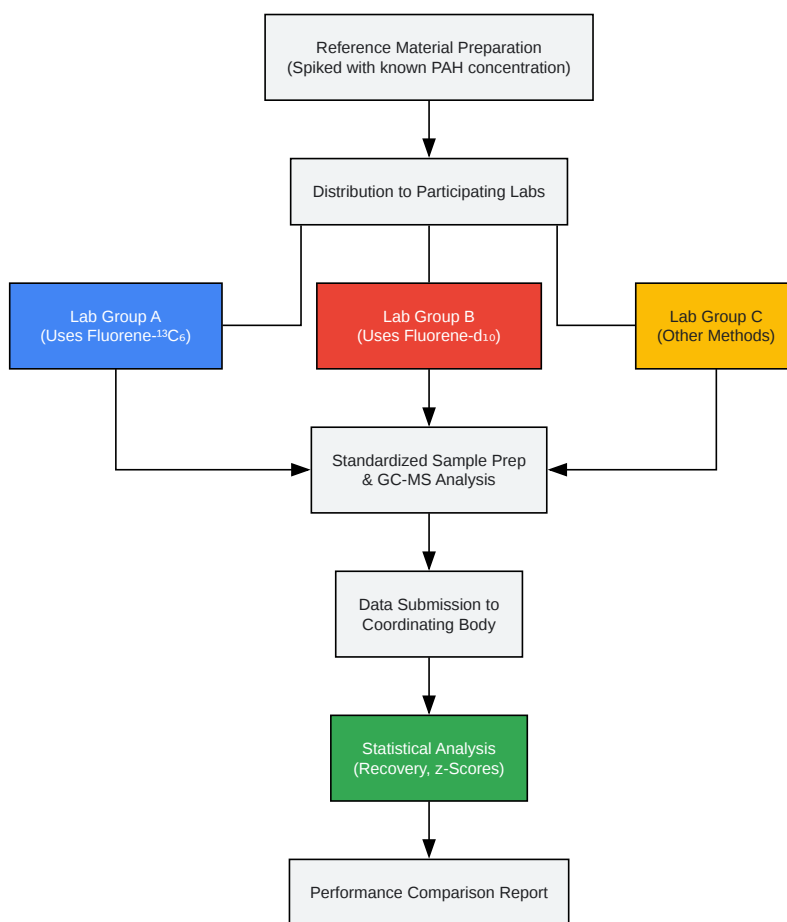 Reference Material Preparation
(Spiked with known PAH concentration)
Distribution to Participating Labs
Lab Group A
(Uses Fluorene-¹³C₆)
Lab Group B
(Uses Fluorene-d₁₀)
Lab Group C
(Other Methods)
Standardized Sample Prep
& GC-MS Analysis
Data Submission to
Coordinating Body
Statistical Analysis
(Recovery, z-Scores)
Performance Comparison Report